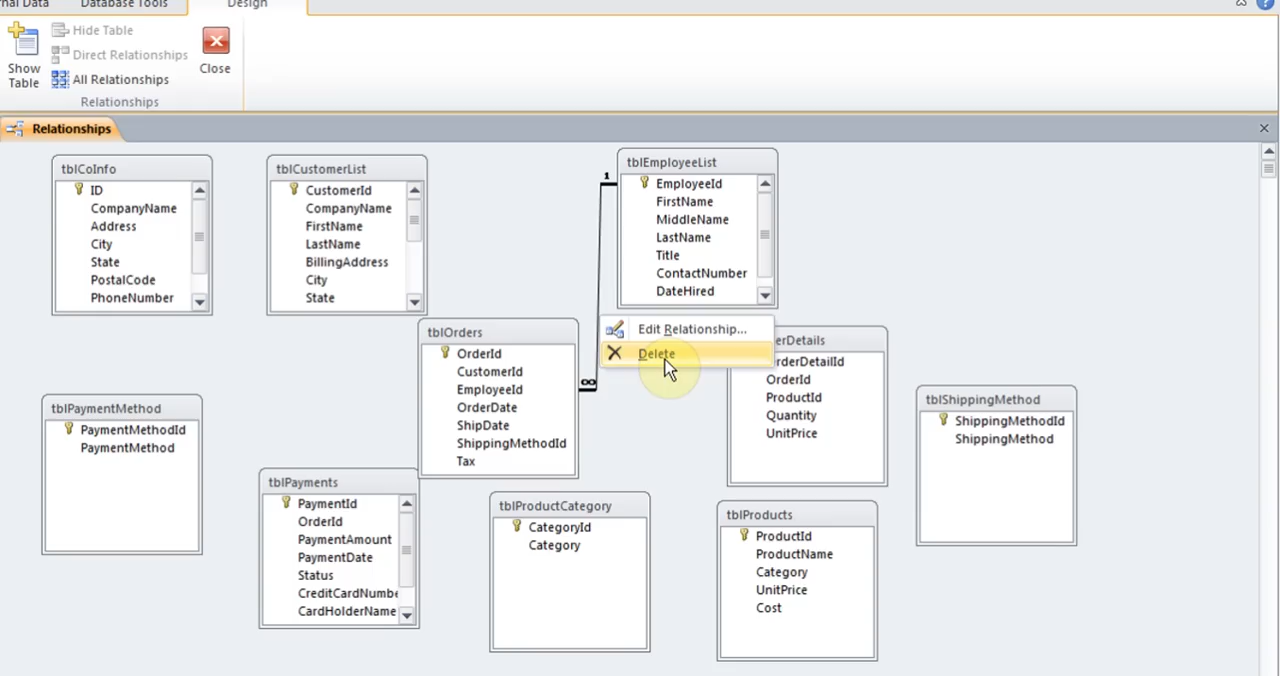 Database Tools
Design
Show
Table
Hide Table
Direct Relationships
All Relationships
Close
Relationships
Relationships
tblCoInfo
ID
CompanyName
Address
City
State
PostalCode
PhoneNumber
tblCustomerList
CustomerId
CompanyName
FirstName
LastName
BillingAddress
City
State
1
tblEmployeeList
EmployeeId
FirstName
MiddleName
LastName
Title
ContactNumber
DateHired
Edit Relationship...
Delete
tblOrders
OrderId
CustomerId
EmployeeId
OrderDate
ShipDate
ShippingMethodId
Tax
∞
erDetails
rderDetailId
OrderId
ProductId
Quantity
UnitPrice
tblShippingMethod
ShippingMethodId
ShippingMethod
tblPaymentMethod
PaymentMethodId
PaymentMethod
tblPayments
PaymentId
OrderId
PaymentAmount
PaymentDate
Status
CreditCardNumbe
CardHolderName
tblProductCategory
CategoryId
Category
tblProducts
ProductId
ProductName
Category
UnitPrice
Cost